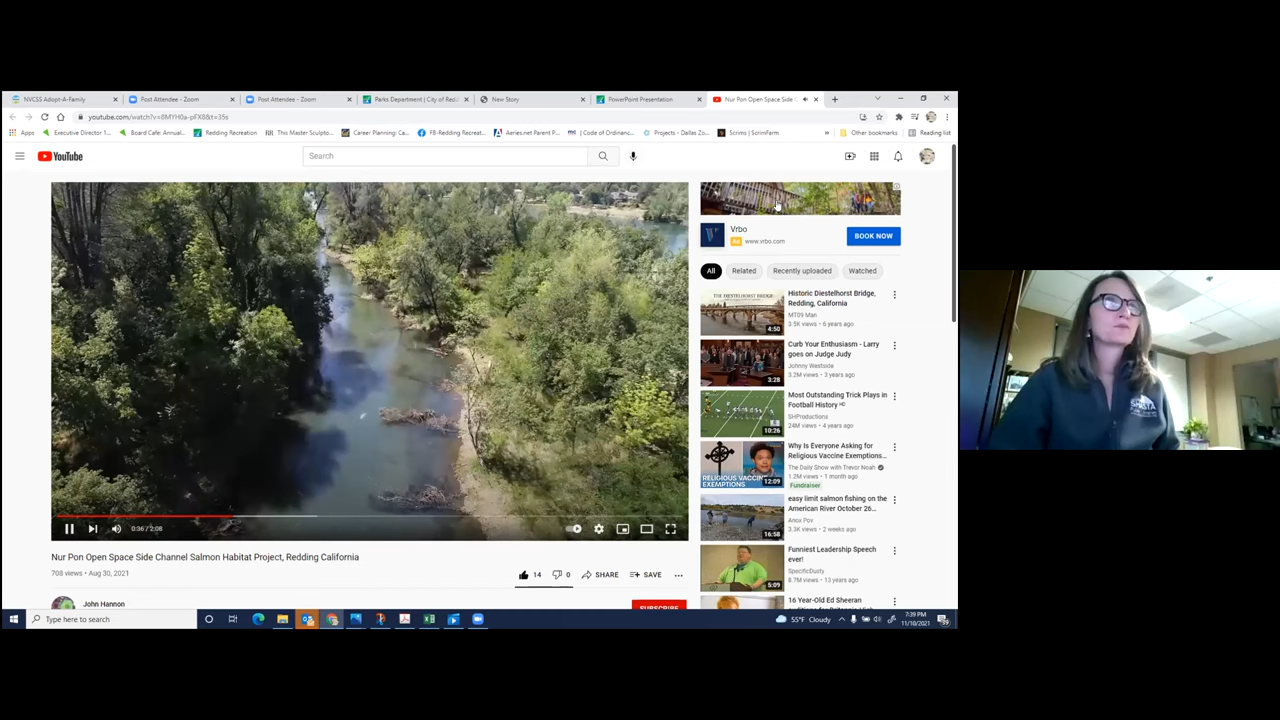 NVCSS Adopt-A-Family
Post Attendee - Zoom
Post Attendee - Zoom
Parks Department | City of Red
New Story
PowerPoint Presentation
Nur Pon Open Space Side
youtube.com/watch?v=8MYH0a-pFX8&t=35s
Apps
Executive Director 1...
Board Cafe: Annual...
Redding Recreation
This Master Sculpto...
Career Planning: Ca...
FB-Redding Recreat...
Aeries.net Parent P...
Code of Ordinanc...
Projects - Dallas Zo...
Scrims | ScrimFarm
»
Other bookmarks
Reading list
YouTube
Search
Vrbo
Ad www.vrbo.com
BOOK NOW
All
Related
Recently uploaded
Watched
THE DIESTELHORST BRIDGE
4:50
Historic Diestelhorst Bridge,
Redding, California
MT09 Man
3.5K views • 6 years ago
3:28
Curb Your Enthusiasm - Larry
goes on Judge Judy
Johnny Westside
3.2M views • 3 years ago
10:26
Most Outstanding Trick Plays in
Football History
SHProductions
24M views • 4 years ago
RELIGIOUS VACCINE
EXEMPTIONS
12:09
Why Is Everyone Asking for
Religious Vaccine Exemptions...
The Daily Show with Trevor Noah
1.2M views • 1 month ago
Fundraiser
16:58
easy limit salmon fishing on the
American River October 26...
Anox Pov
3.3K views • 2 weeks ago
5:09
Funniest Leadership Speech
ever!
SpecificDusty
8.7M views • 13 years ago
16 Year-Old Ed Sheeran
0:36 / 2:08
Nur Pon Open Space Side Channel Salmon Habitat Project, Redding California
708 views • Aug 30, 2021
14
0
SHARE
SAVE
John Hannon
SUBSCRIBE
Type here to search
55°F Cloudy
7:39 PM
11/10/2021
SHASTA